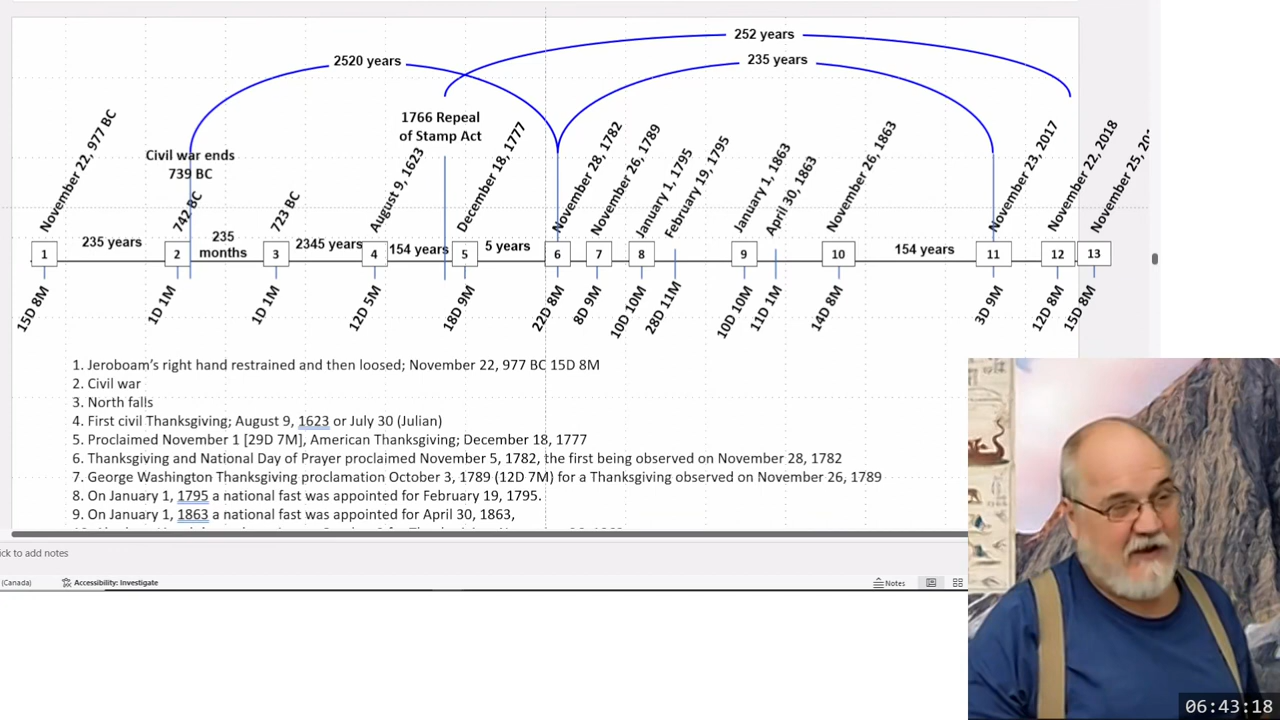 252 years
2520 years
235 years
1766 Repeal
of Stamp Act
Civil war ends
739 BC
November 22, 977 BC
742 BC
723 BC
August 9, 1623
December 18, 1777
November 28, 1782
November 26, 1789
January 1, 1795
February 19, 1795
January 1, 1863
April 30, 1863
November 26, 1863
November 23, 2017
November 22, 2018
November 25,
235 years
235
months
2345 years
154 years
5 years
154 years
1 2 3 4 5 6 7 8 9 10 11 12 13
15D 8M
1D 1M
1D 1M
12D 5M
18D 9M
22D 8M
8D 9M
10D 10M
28D 11M
10D 10M
11D 1M
14D 8M
3D 9M
12D 8M
15D 8M
1. Jeroboam's right hand restrained and then loosed; November 22, 977 BC 15D 8M
2. Civil war
3. North falls
4. First civil Thanksgiving; August 9, 1623 or July 30 (Julian)
5. Proclaimed November 1 [29D 7M], American Thanksgiving; December 18, 1777
6. Thanksgiving and National Day of Prayer proclaimed November 5, 1782, the first being observed on November 28, 1782
7. George Washington Thanksgiving proclamation October 3, 1789 (12D 7M) for a Thanksgiving observed on November 26, 1789
8. On January 1, 1795 a national fast was appointed for February 19, 1795.
9. On January 1, 1863 a national fast was appointed for April 30, 1863,
ick to add notes
(Canada)
Accessibility: Investigate
Notes
06:43:18